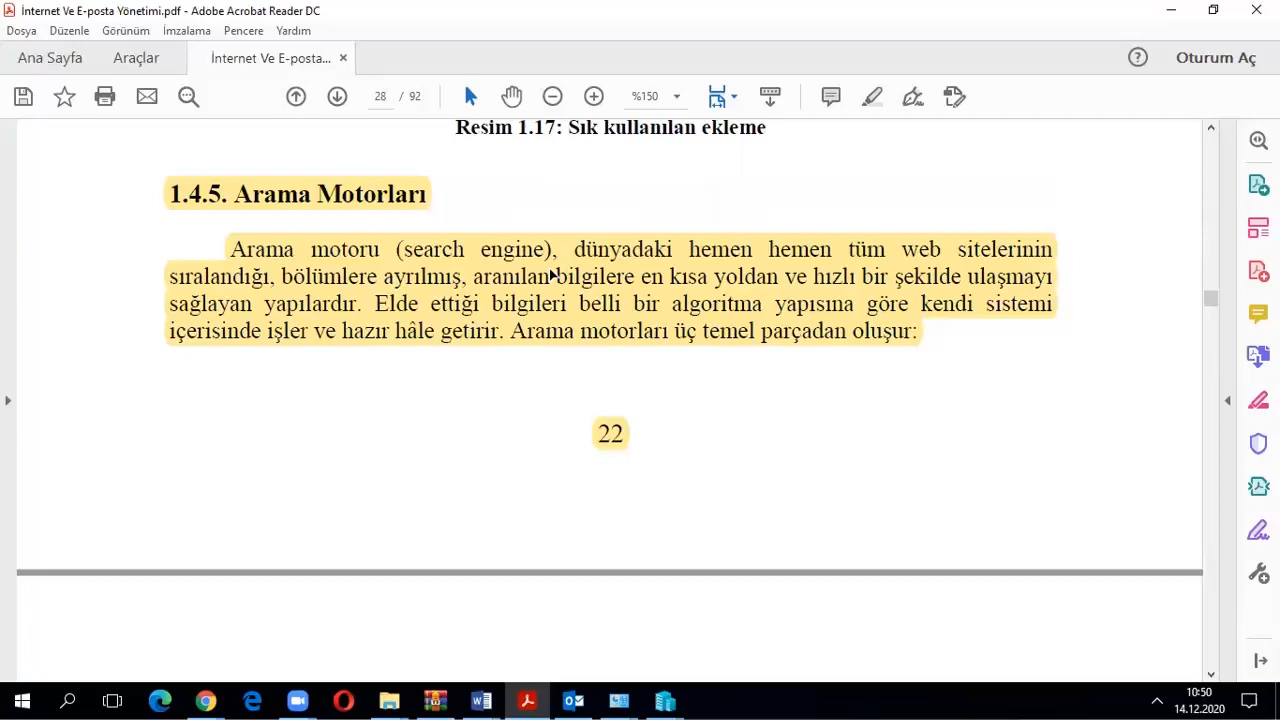 İnternet Ve E-posta Yönetimi.pdf - Adobe Acrobat Reader DC
Dosya Düzenle Görünüm İmzalama Pencere Yardım
Ana Sayfa Araçlar İnternet Ve E-posta... × Oturum Aç
28 / 92 %150
Resim 1.17: Sık kullanılan ekleme
1.4.5. Arama Motorları
Arama motoru (search engine), dünyadaki hemen hemen tüm web sitelerinin
sıralandığı, bölümlere ayrılmış, aranılan bilgilere en kısa yoldan ve hızlı bir şekilde ulaşmayı
sağlayan yapılardır. Elde ettiği bilgileri belli bir algoritma yapısına göre kendi sistemi
içerisinde işler ve hazır hâle getirir. Arama motorları üç temel parçadan oluşur:
22
10:50
14.12.2020